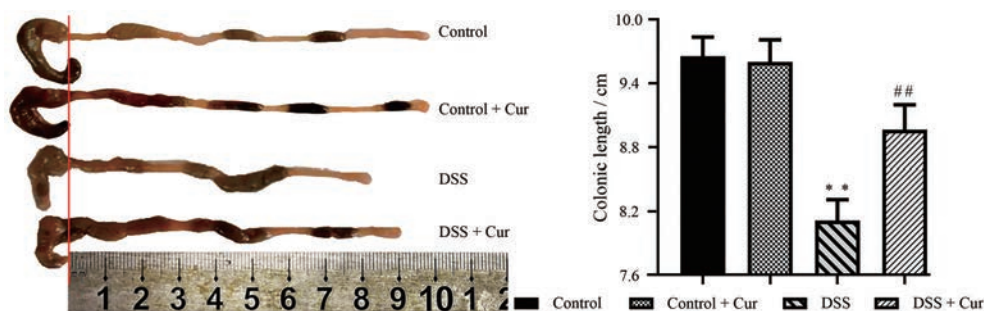 Control
Control + Cur
DSS
DSS + Cur
1 2 3 4 5 6 7 8 9 10 1 1 2
10.0
9.4
8.8
8.2
7.6
Colonic length / cm
* *
##
Control
Control + Cur
DSS
DSS + Cur